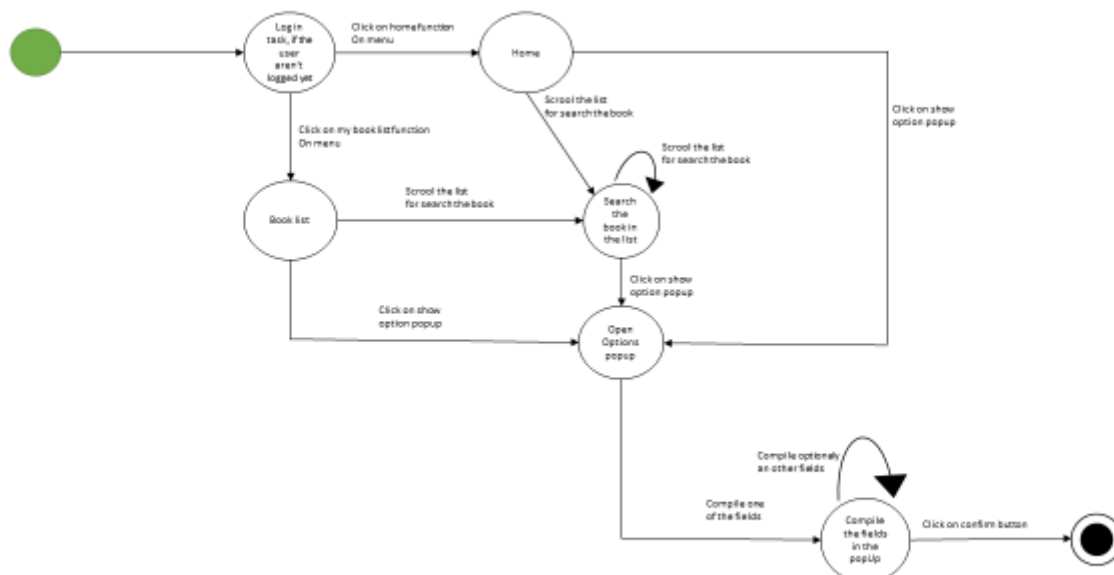 Log in
task, if the
user
aren't
logged yet
Click on home function
On menu
Home
Scrool the list
for search the book
Click on show
option popup
Click on my book list function
On menu
Scrool the list
for search the book
Book list
Scrool the list
for search the book
Search
the
book in
the list
Click on show
option popup
Click on show
option popup
Open
Options
popup
Compile optionaly
an other fields
Compile one
of the fields
Compile
the fields
in the
popUp
Click on confirm button